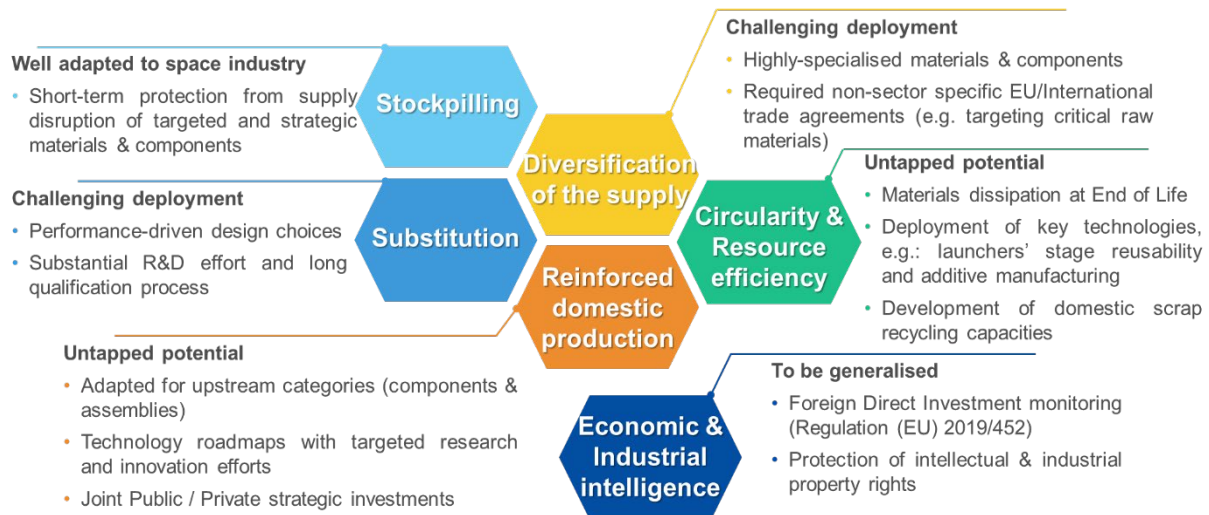 Well adapted to space industry
• Short-term protection from supply
disruption of targeted and strategic
materials & components
Stockpilling
Challenging deployment
• Highly-specialised materials & components
• Required non-sector specific EU/International
trade agreements (e.g. targeting critical raw
materials)
Diversification
of the supply
Challenging deployment
• Performance-driven design choices
• Substantial R&D effort and long
qualification process
Substitution
Untapped potential
• Materials dissipation at End of Life
• Deployment of key technologies,
e.g.: launchers’ stage reusability
and additive manufacturing
• Development of domestic scrap
recycling capacities
Circularity &
Resource
efficiency
Reinforced
domestic
production
Untapped potential
• Adapted for upstream categories (components &
assemblies)
• Technology roadmaps with targeted research
and innovation efforts
• Joint Public / Private strategic investments
Economic &
Industrial
intelligence
To be generalised
• Foreign Direct Investment monitoring
(Regulation (EU) 2019/452)
• Protection of intellectual & industrial
property rights